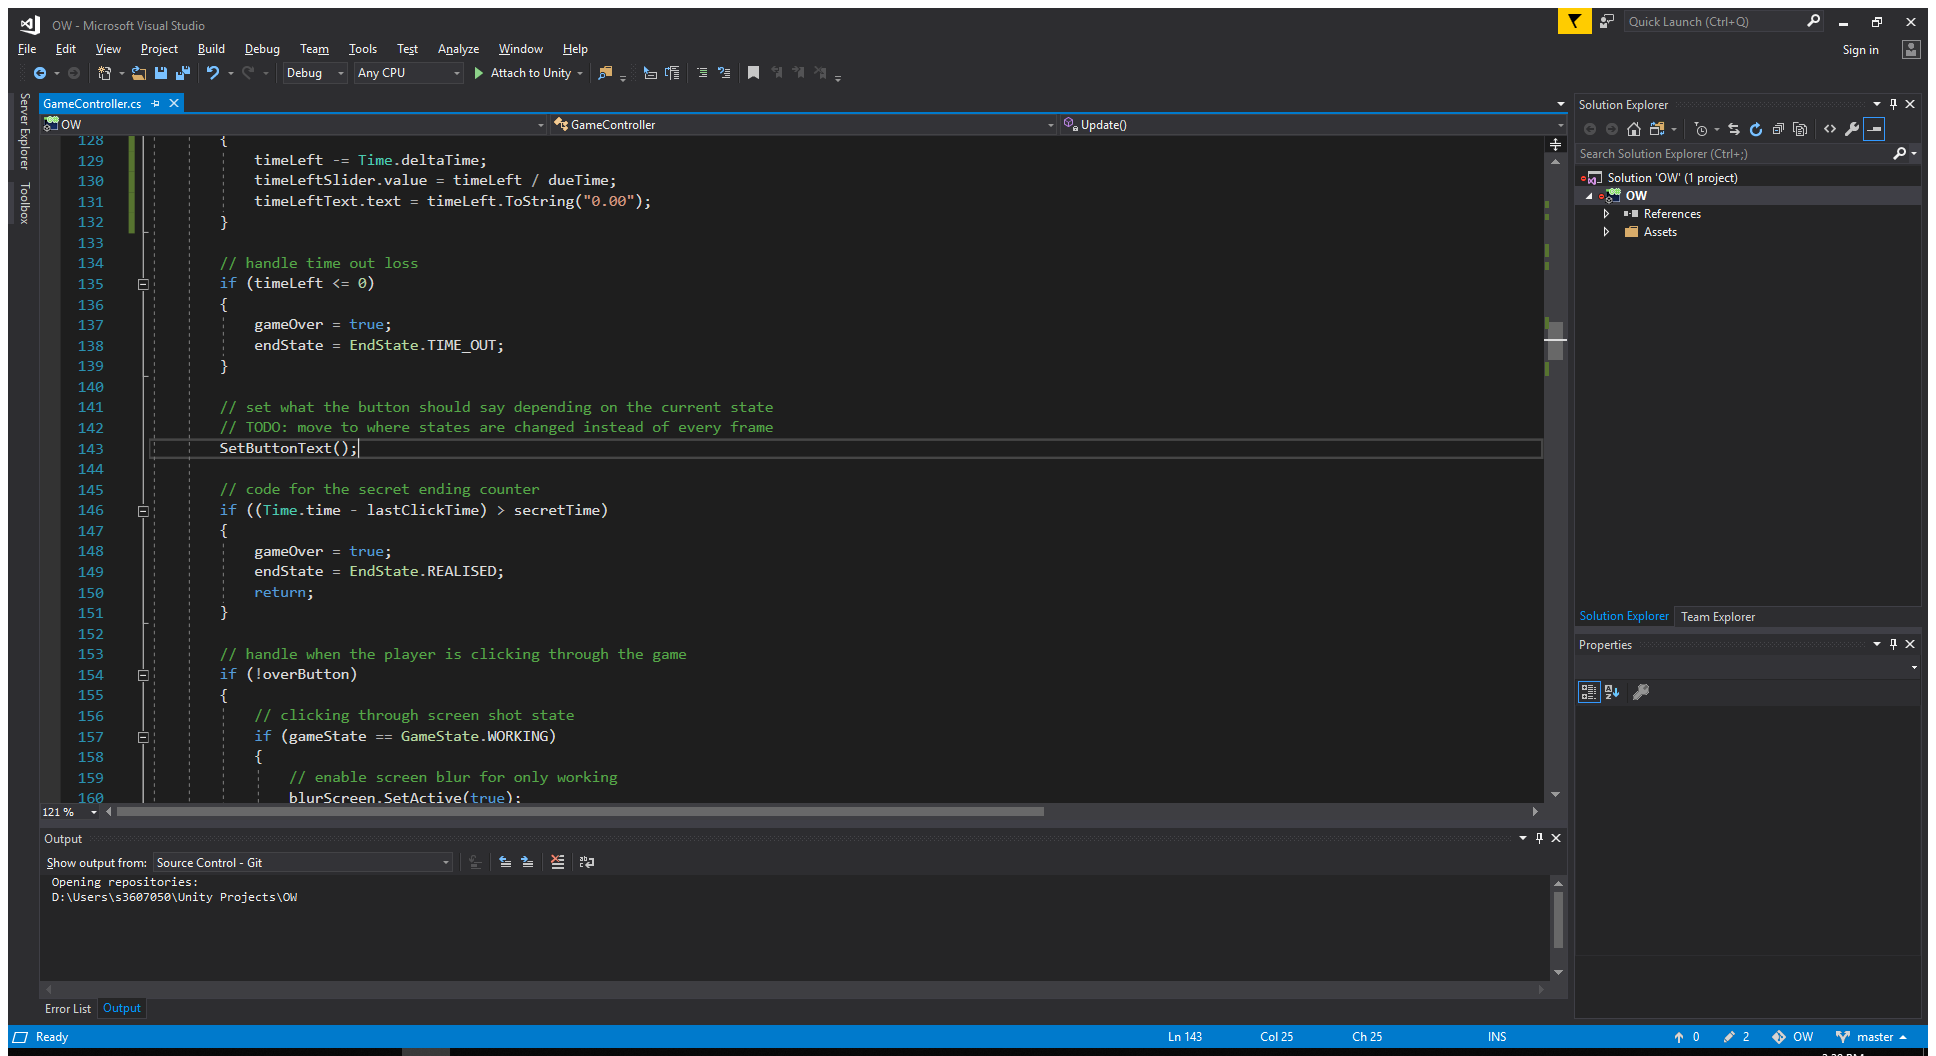 OW - Microsoft Visual Studio
Quick Launch (Ctrl+Q)
File Edit View Project Build Debug Team Tools Test Analyze Window Help
Sign in
Debug Any CPU Attach to Unity
Server Explorer
Toolbox
GameController.cs
OW GameController Update()
128 {
129 timeLeft -= Time.deltaTime;
130 timeLeftSlider.value = timeLeft / dueTime;
131 timeLeftText.text = timeLeft.ToString("0.00");
132 }
133
134 // handle time out loss
135 if (timeLeft <= 0)
136 {
137 gameOver = true;
138 endState = EndState.TIME_OUT;
139 }
140
141 // set what the button should say depending on the current state
142 // TODO: move to where states are changed instead of every frame
143 SetButtonText();
144
145 // code for the secret ending counter
146 if ((Time.time - lastClickTime) > secretTime)
147 {
148 gameOver = true;
149 endState = EndState.REALISED;
150 return;
151 }
152
153 // handle when the player is clicking through the game
154 if (!overButton)
155 {
156 // clicking through screen shot state
157 if (gameState == GameState.WORKING)
158 {
159 // enable screen blur for only working
160 blurScreen.SetActive(true);
121 %
Output
Show output from: Source Control - Git
Opening repositories:
D:\Users\s3607050\Unity Projects\OW
Error List Output
Solution Explorer
Search Solution Explorer (Ctrl+;)
Solution 'OW' (1 project)
OW
References
Assets
Solution Explorer Team Explorer
Properties
Ready Ln 143 Col 25 Ch 25 INS 0 2 OW master